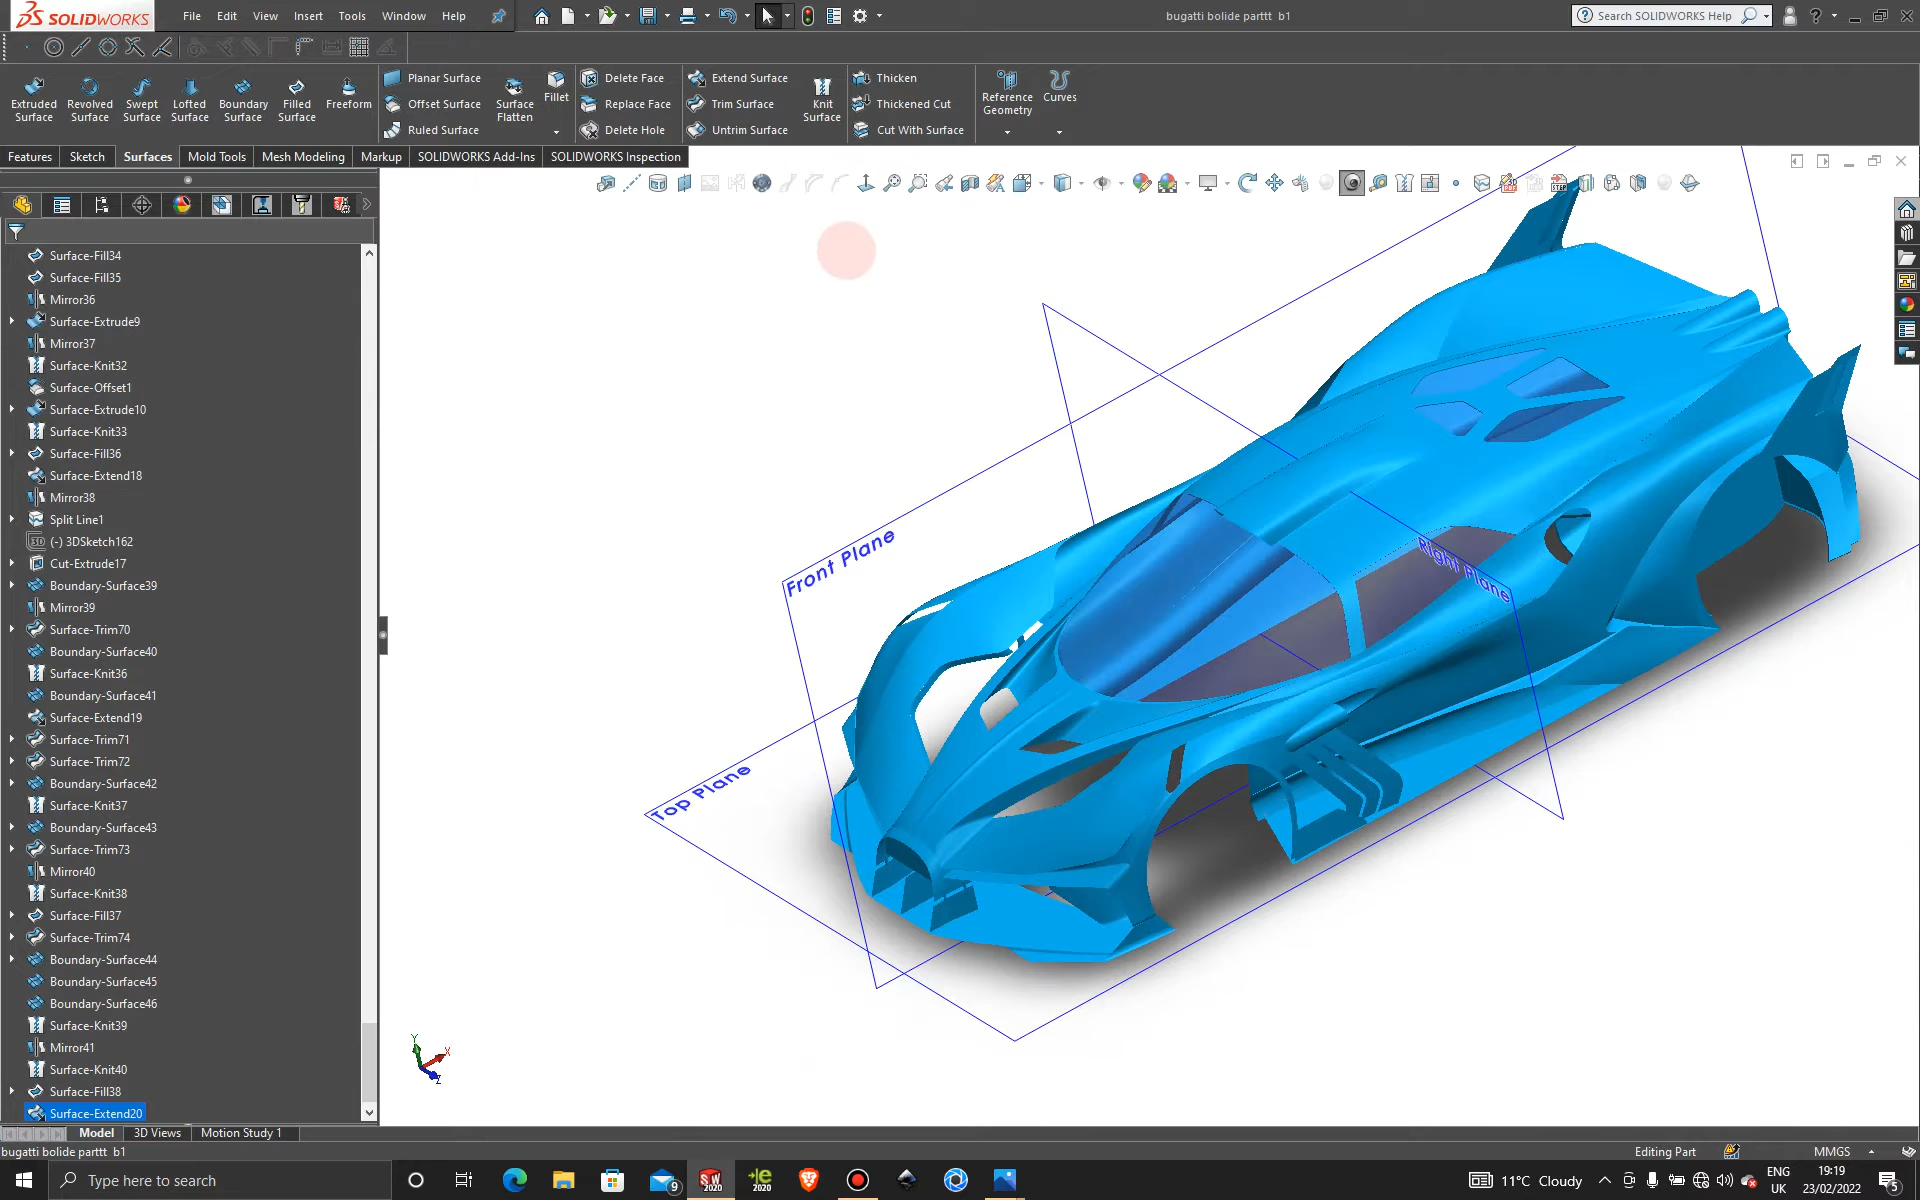 SOLIDWORKS
File Edit View Insert Tools Window Help
bugatti bolide parttt b1
Search SOLIDWORKS Help
Extruded Surface
Revolved Surface
Swept Surface
Lofted Surface
Boundary Surface
Filled Surface
Freeform
Planar Surface
Offset Surface
Ruled Surface
Surface Flatten
Fillet
Delete Face
Replace Face
Delete Hole
Extend Surface
Trim Surface
Untrim Surface
Knit Surface
Thicken
Thickened Cut
Cut With Surface
Reference Geometry
Curves
Features Sketch Surfaces Mold Tools Mesh Modeling Markup SOLIDWORKS Add-Ins SOLIDWORKS Inspection
Surface-Fill34
Surface-Fill35
Mirror36
Surface-Extrude9
Mirror37
Surface-Knit32
Surface-Offset1
Surface-Extrude10
Surface-Knit33
Surface-Fill36
Surface-Extend18
Mirror38
Split Line1
(-) 3DSketch162
Cut-Extrude17
Boundary-Surface39
Mirror39
Surface-Trim70
Boundary-Surface40
Surface-Knit36
Boundary-Surface41
Surface-Extend19
Surface-Trim71
Surface-Trim72
Boundary-Surface42
Surface-Knit37
Boundary-Surface43
Surface-Trim73
Mirror40
Surface-Knit38
Surface-Fill37
Surface-Trim74
Boundary-Surface44
Boundary-Surface45
Boundary-Surface46
Surface-Knit39
Mirror41
Surface-Knit40
Surface-Fill38
Surface-Extend20
Front Plane
Right Plane
Top Plane
Y
X
Z
Model 3D Views Motion Study 1
bugatti bolide parttt b1
Editing Part
MMGS
Type here to search
9
SW 2020
e 2020
11°C Cloudy
ENG
UK
19:19
23/02/2022
5